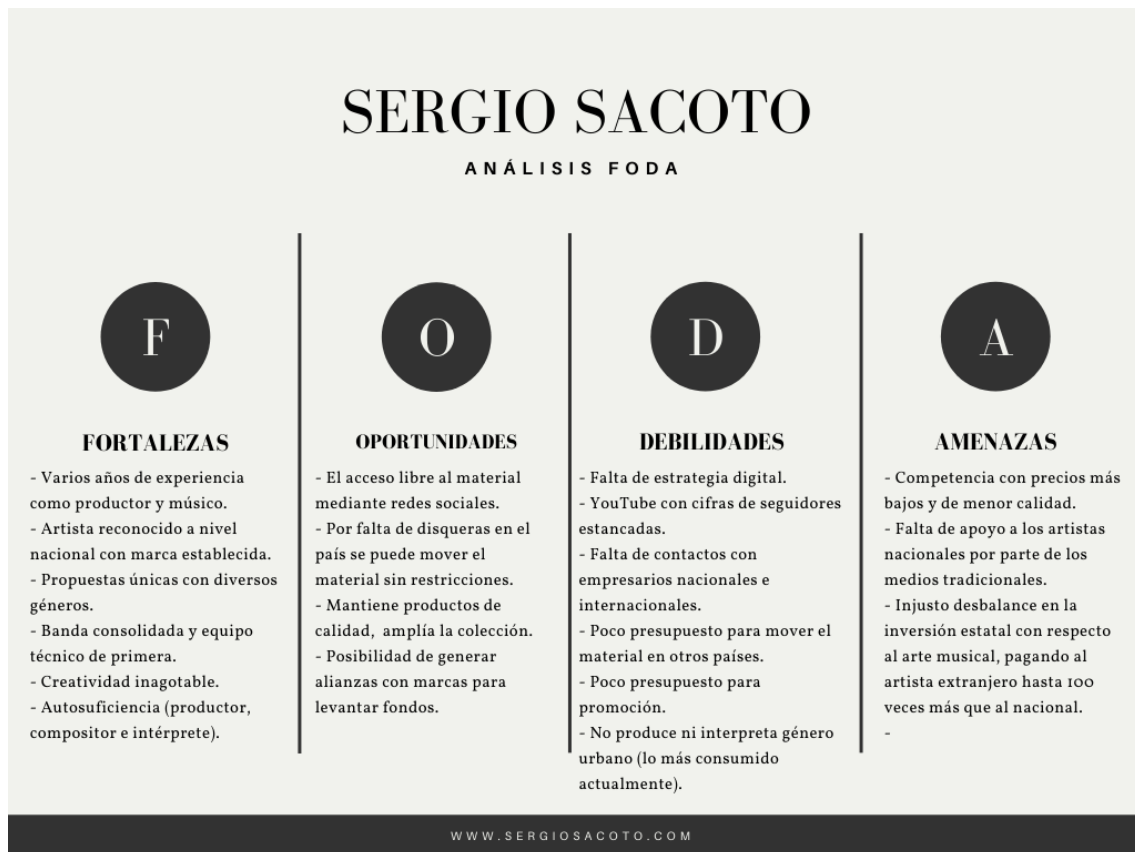 SERGIO SACOTO
ANÁLISIS FODA
F
FORTALEZAS
- Varios años de experiencia
como productor y músico.
- Artista reconocido a nivel
nacional con marca establecida.
- Propuestas únicas con diversos
géneros.
- Banda consolidada y equipo
técnico de primera.
- Creatividad inagotable.
- Autosuficiencia (productor,
compositor e intérprete).
O
OPORTUNIDADES
- El acceso libre al material
mediante redes sociales.
- Por falta de disqueras en el
país se puede mover el
material sin restricciones.
- Mantiene productos de
calidad,  amplía la colección.
- Posibilidad de generar
alianzas con marcas para
levantar fondos.
D
DEBILIDADES
- Falta de estrategia digital.
- YouTube con cifras de seguidores
estancadas.
- Falta de contactos con
empresarios nacionales e
internacionales.
- Poco presupuesto para mover el
material en otros países.
- Poco presupuesto para
promoción.
- No produce ni interpreta género
urbano (lo más consumido
actualmente).
A
AMENAZAS
- Competencia con precios más
bajos y de menor calidad.
- Falta de apoyo a los artistas
nacionales por parte de los
medios tradicionales.
- Injusto desbalance en la
inversión estatal con respecto
al arte musical, pagando al
artista extranjero hasta 100
veces más que al nacional.
-
WWW.SERGIOSACOTO.COM